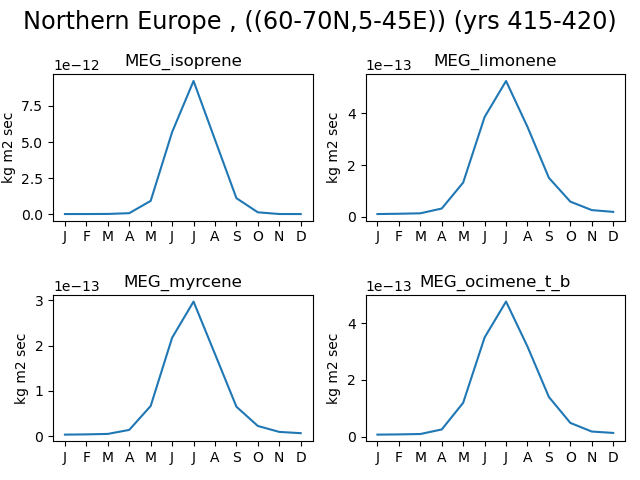 Northern Europe , ((60-70N,5-45E)) (yrs 415-420)
MEG_isoprene
1e−12
kg m2 sec
7.5
5.0
2.5
0.0
J F M A M J J A S O N D
MEG_limonene
1e−13
kg m2 sec
4
2
0
J F M A M J J A S O N D
MEG_myrcene
1e−13
kg m2 sec
3
2
1
0
J F M A M J J A S O N D
MEG_ocimene_t_b
1e−13
kg m2 sec
4
2
0
J F M A M J J A S O N D